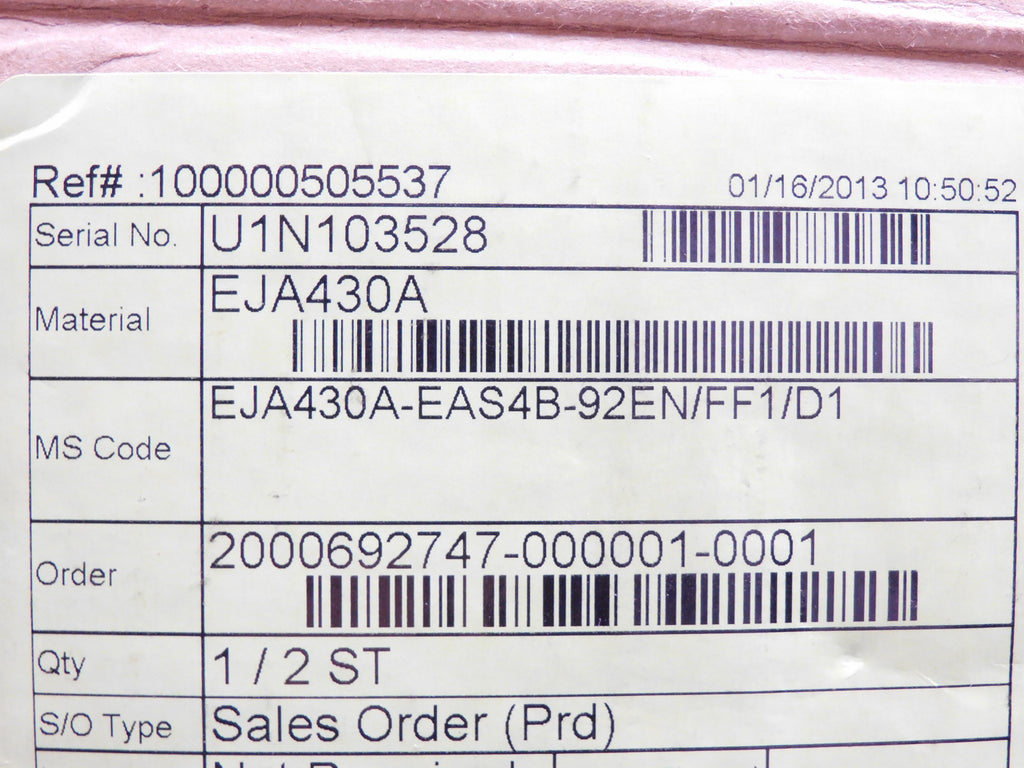 Ref# :100000505537
01/16/2013 10:50:52
Serial No. U1N103528
Material EJA430A
MS Code EJA430A-EAS4B-92EN/FF1/D1
Order 2000692747-000001-0001
Qty 1 / 2 ST
S/O Type Sales Order (Prd)